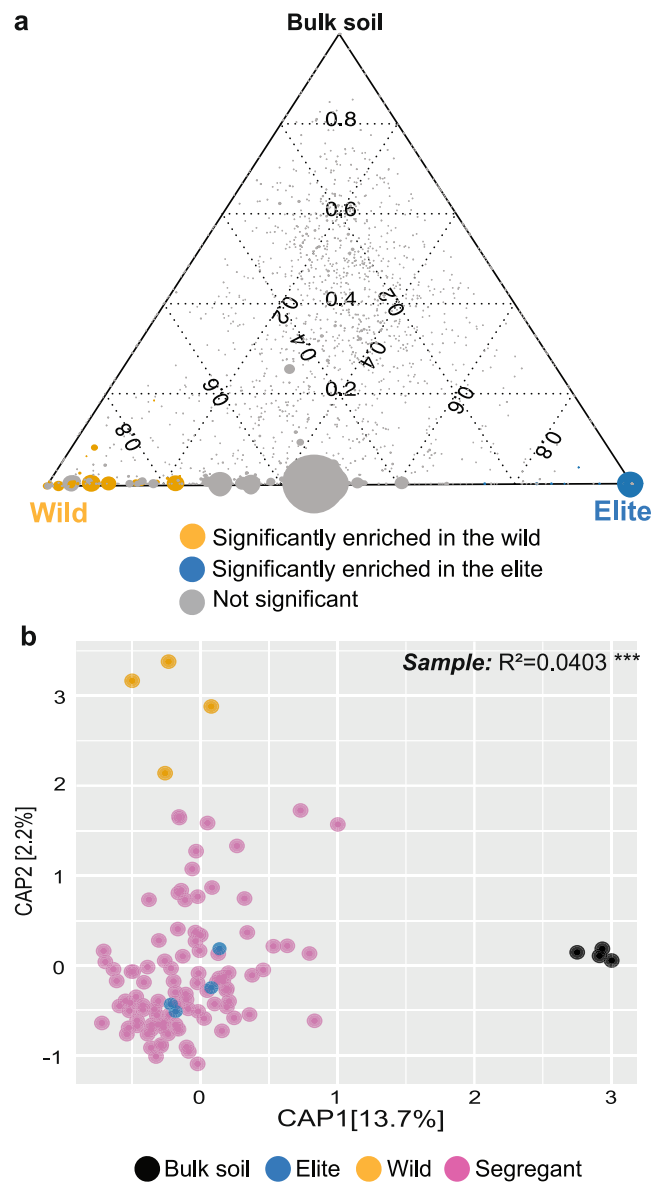 a
Bulk soil
0.8
0.6
0.4
0.2 0.2
0.4 0.4
0.2
0.6 0.6
0.8 0.8
Wild Elite
Significantly enriched in the wild
Significantly enriched in the elite
Not significant
b
Sample: R²=0.0403 ***
3
2
1
0
-1
CAP2 [2.2%]
0 1 2 3
CAP1[13.7%]
Bulk soil Elite Wild Segregant